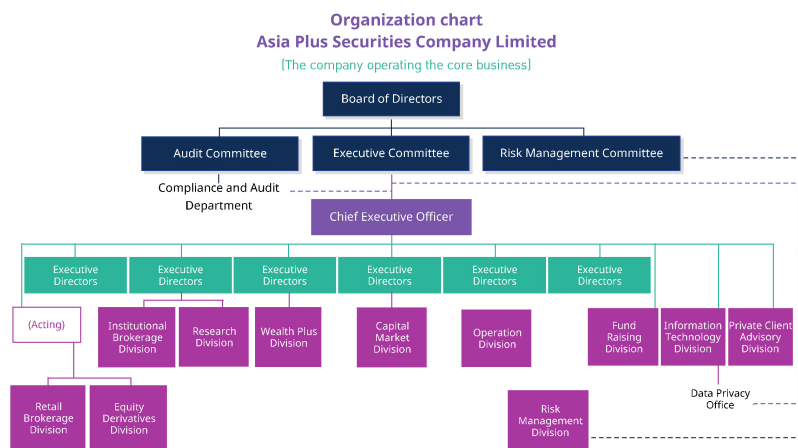 Organization chart
Asia Plus Securities Company Limited
(The company operating the core business)
Board of Directors
Audit Committee
Executive Committee
Risk Management Committee
Compliance and Audit
Department
Chief Executive Officer
Executive
Directors
Executive
Directors
Executive
Directors
Executive
Directors
Executive
Directors
Executive
Directors
(Acting)
Institutional
Brokerage
Division
Research
Division
Wealth Plus
Division
Capital
Market
Division
Operation
Division
Fund
Raising
Division
Information
Technology
Division
Private Client
Advisory
Division
Retail
Brokerage
Division
Equity
Derivatives
Division
Risk
Management
Division
Data Privacy
Office